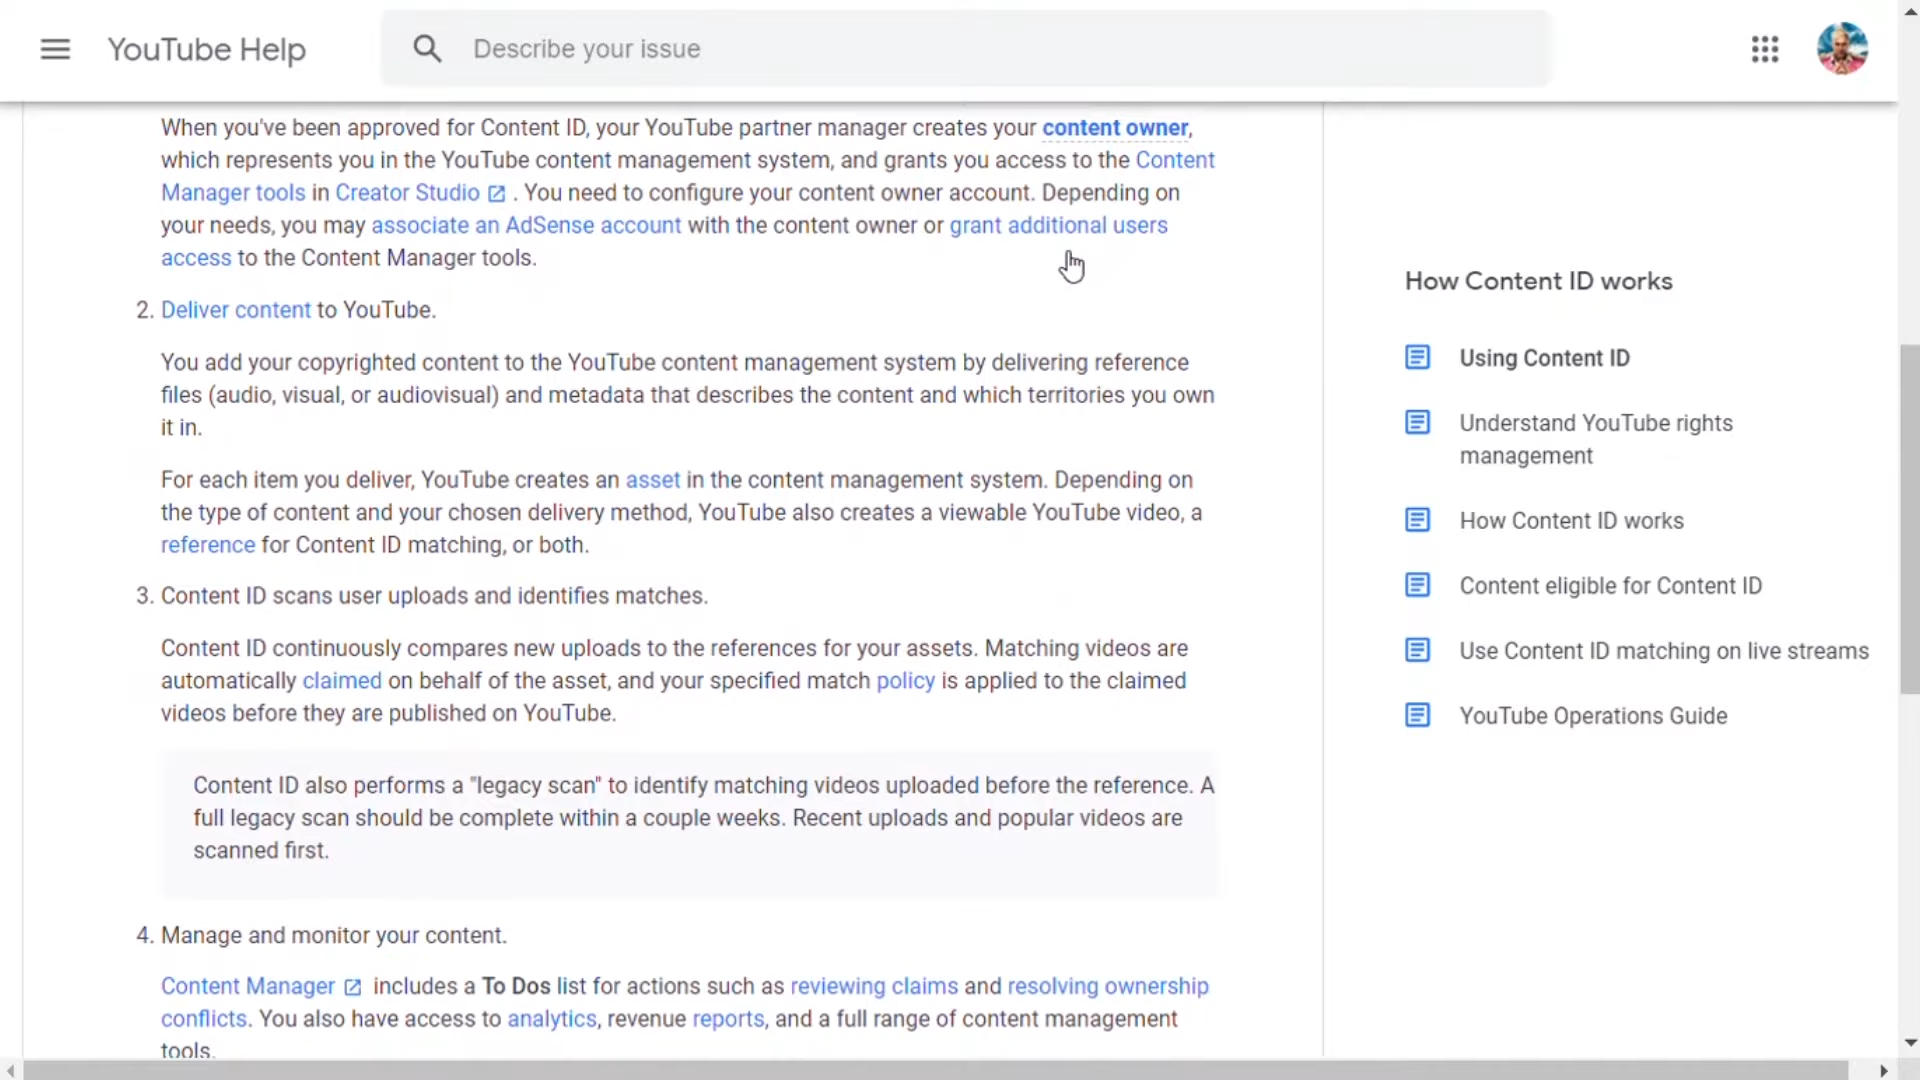 YouTube Help
Describe your issue
When you've been approved for Content ID, your YouTube partner manager creates your content owner,
which represents you in the YouTube content management system, and grants you access to the Content
Manager tools in Creator Studio . You need to configure your content owner account. Depending on
your needs, you may associate an AdSense account with the content owner or grant additional users
access to the Content Manager tools.
2. Deliver content to YouTube.
You add your copyrighted content to the YouTube content management system by delivering reference
files (audio, visual, or audiovisual) and metadata that describes the content and which territories you own
it in.
For each item you deliver, YouTube creates an asset in the content management system. Depending on
the type of content and your chosen delivery method, YouTube also creates a viewable YouTube video, a
reference for Content ID matching, or both.
3. Content ID scans user uploads and identifies matches.
Content ID continuously compares new uploads to the references for your assets. Matching videos are
automatically claimed on behalf of the asset, and your specified match policy is applied to the claimed
videos before they are published on YouTube.
Content ID also performs a "legacy scan" to identify matching videos uploaded before the reference. A
full legacy scan should be complete within a couple weeks. Recent uploads and popular videos are
scanned first.
4. Manage and monitor your content.
Content Manager includes a To Dos list for actions such as reviewing claims and resolving ownership
conflicts. You also have access to analytics, revenue reports, and a full range of content management
tools.
How Content ID works
Using Content ID
Understand YouTube rights
management
How Content ID works
Content eligible for Content ID
Use Content ID matching on live streams
YouTube Operations Guide